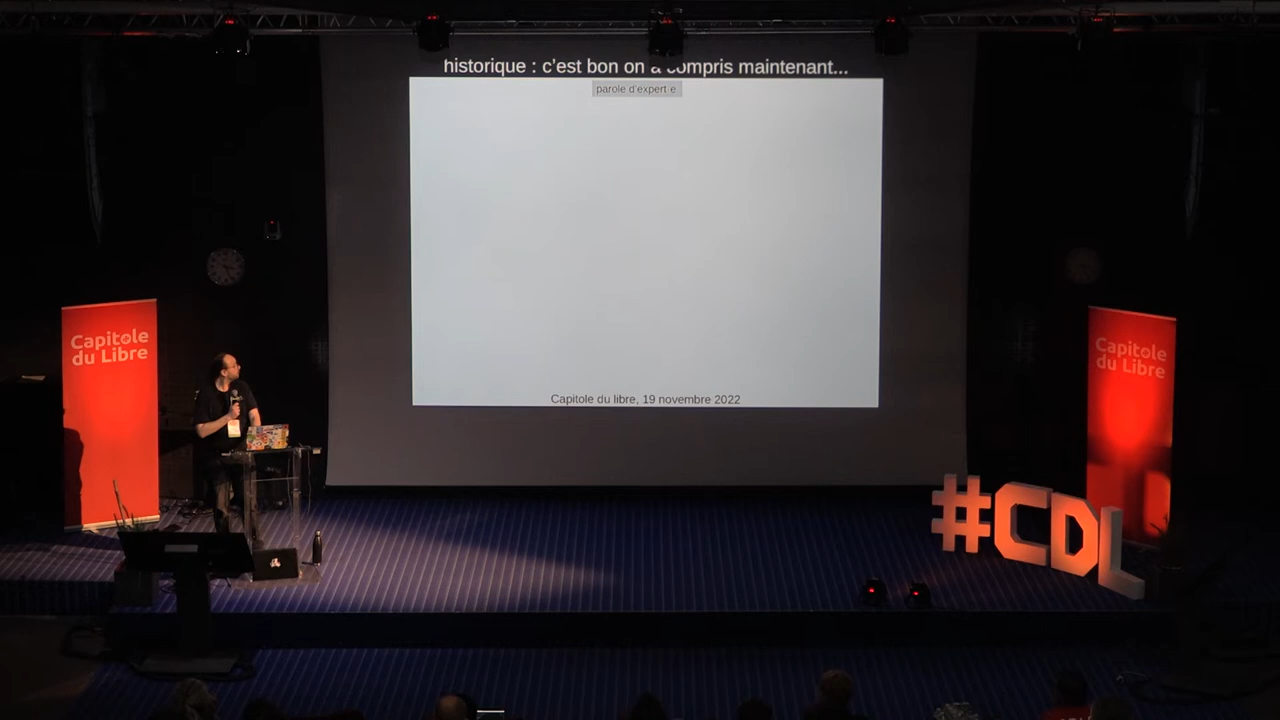 historique : c'est bon on a compris maintenant...
parole d'expert·e
Capitole du libre, 19 novembre 2022
Capitole
du Libre
Capitole
du Libre
#CDL